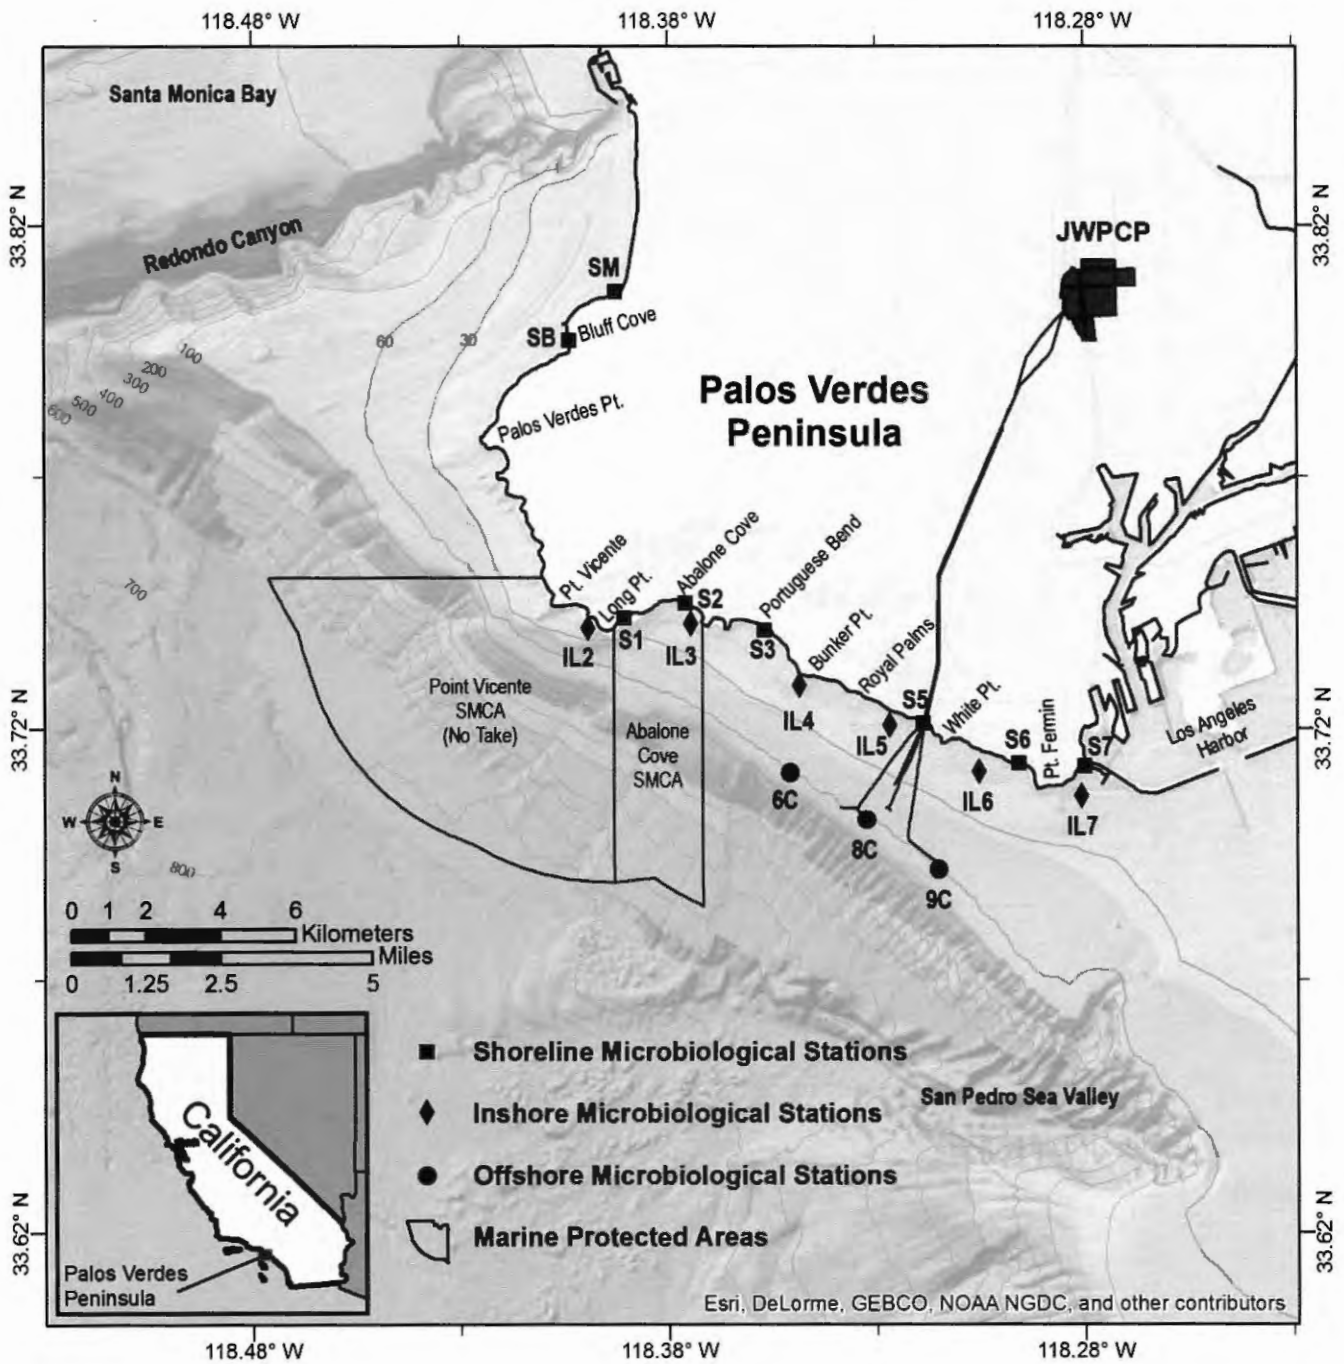 118.48° W
118.38° W
118.28° W
Santa Monica Bay
33.82° N
33.82° N
Redondo Canyon
JWPCP
SM
SB
Bluff Cove
60
30
100
200
300
400
500
600
Palos Verdes
Peninsula
Palos Verdes Pt.
700
Pt. Vicente
Long Pt.
Abalone Cove
Portuguese Bend
Bunker Pt.
Royal Palms
White Pt.
Pt. Fermin
Los Angeles
Harbor
S1
S2
S3
S5
S6
S7
IL2
IL3
IL4
IL5
IL6
IL7
6C
8C
9C
Point Vicente
SMCA
(No Take)
Abalone
Cove
SMCA
33.72° N
33.72° N
N
W E
S
800
0 1 2 4 6
Kilometers
Miles
0 1.25 2.5 5
California
Palos Verdes
Peninsula
Shoreline Microbiological Stations
Inshore Microbiological Stations
Offshore Microbiological Stations
Marine Protected Areas
San Pedro Sea Valley
33.62° N
33.62° N
Esri, DeLorme, GEBCO, NOAA NGDC, and other contributors
118.48° W
118.38° W
118.28° W